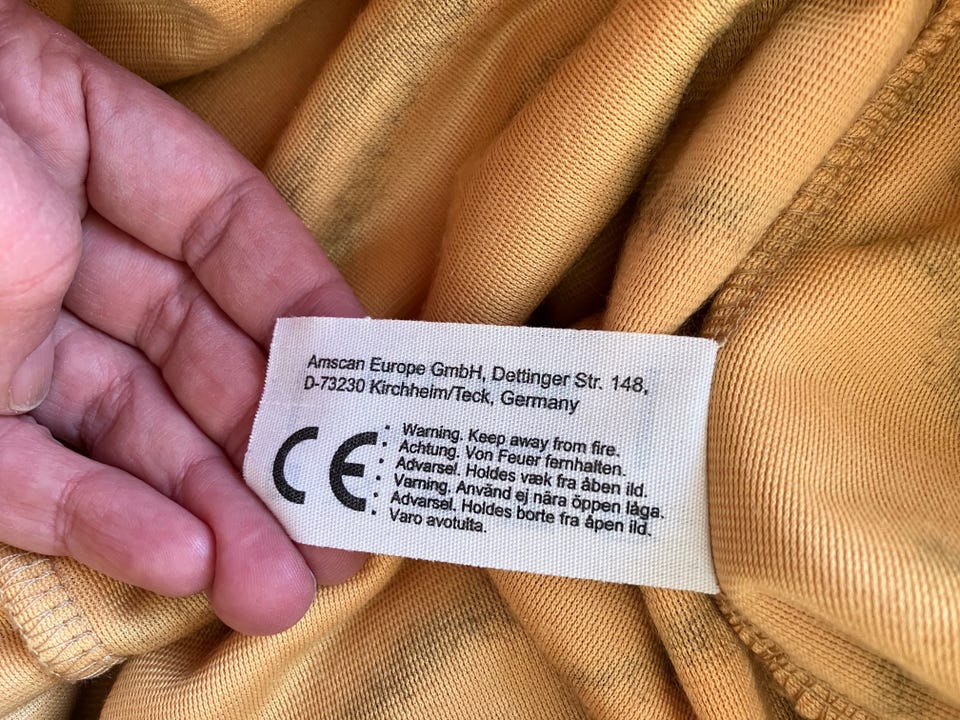 Amscan Europe GmbH, Dettinger Str. 148,
D-73230 Kirchheim/Teck, Germany
CE
: Warning. Keep away from fire.
: Achtung. Von Feuer fernhalten.
: Advarsel. Holdes væk fra åben ild.
: Varning. Använd ej nära öppen låga.
: Advarsel. Holdes borte fra åpen ild.
: Varo avotulta.